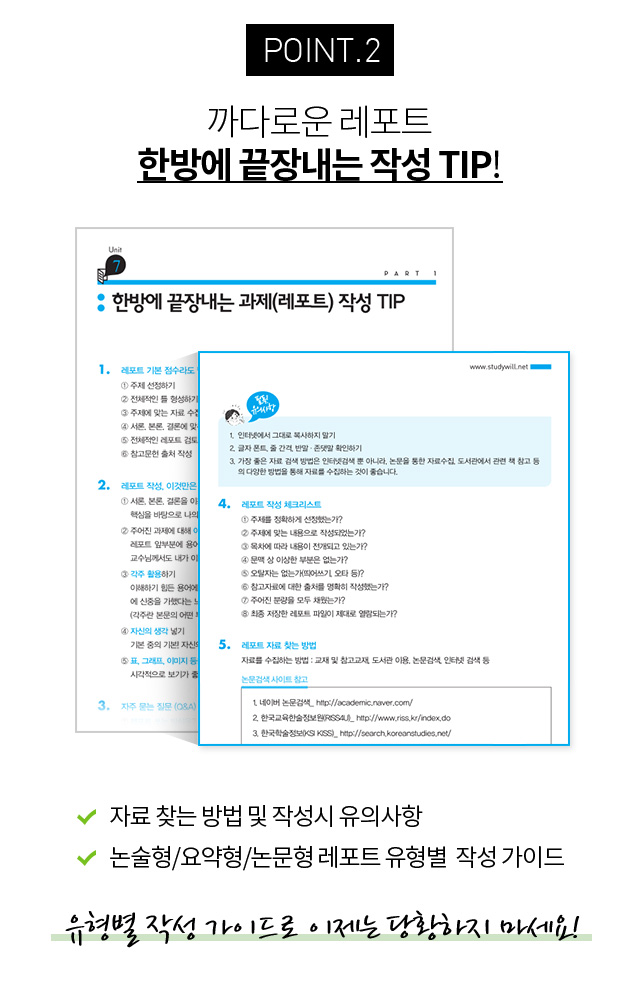 POINT.2
까다로운 레포트
한방에 끝장내는 작성 TIP!
Unit
7
PART 1
한방에 끝장내는 과제(레포트) 작성 TIP
1. 레포트 기본 점수라도
① 주제 선정하기
② 전체적인 틀 형성하기
③ 주제에 맞는 자료 수집
④ 서론, 본론, 결론에 맞
⑤ 전체적인 레포트 검토
⑥ 참고문헌 출처 작성
2. 레포트 작성, 이것만은
① 서론, 본론, 결론을 이
핵심을 바탕으로 나의
② 주어진 과제에 대해
레포트 앞부분에 용어
교수님께서도 내가 이
③ 각주 활용하기
이해하기 힘든 용어에
에 신중을 가했다는 느
(각주란 본문의 어떤
④ 자신의 생각 넣기
기본 중의 기본! 자신의
⑤ 표, 그래프, 이미지 등
시각적으로 보기가 좋
3. 자주 묻는 질문 (Q&A)
www.studywill.net
유의사항
1. 인터넷에서 그대로 복사하지 말기
2. 글자 폰트, 줄 간격, 반말·존댓말 확인하기
3. 가장 좋은 자료 검색 방법은 인터넷검색 뿐 아니라, 논문을 통한 자료수집, 도서관에서 관련 책 참고 등
의 다양한 방법을 통해 자료를 수집하는 것이 좋습니다.
4. 레포트 작성 체크리스트
① 주제를 정확하게 선정했는가?
② 주제에 맞는 내용으로 작성되었는가?
③ 목차에 따라 내용이 전개되고 있는가?
④ 문맥 상 이상한 부분은 없는가?
⑤ 오탈자는 없는가(띄어쓰기, 오타 등)?
⑥ 참고자료에 대한 출처를 명확히 작성했는가?
⑦ 주어진 분량을 모두 채웠는가?
⑧ 최종 저장한 레포트 파일이 제대로 열람되는가?
5. 레포트 자료 찾는 방법
자료를 수집하는 방법 : 교재 및 참고교재, 도서관 이용, 논문검색, 인터넷 검색 등
논문검색 사이트 참고
1. 네이버 논문검색_ http://academic.naver.com/
2. 한국교육학술정보원(RISS4U)_ http://www.riss.kr/index.do
3. 한국학술정보(KSI KISS)_ http://search.koreanstudies.net/
자료 찾는 방법 및 작성시 유의사항
논술형/요약형/논문형 레포트 유형별 작성 가이드
유형별 작성 가이드로 이제는 당황하지 마세요!